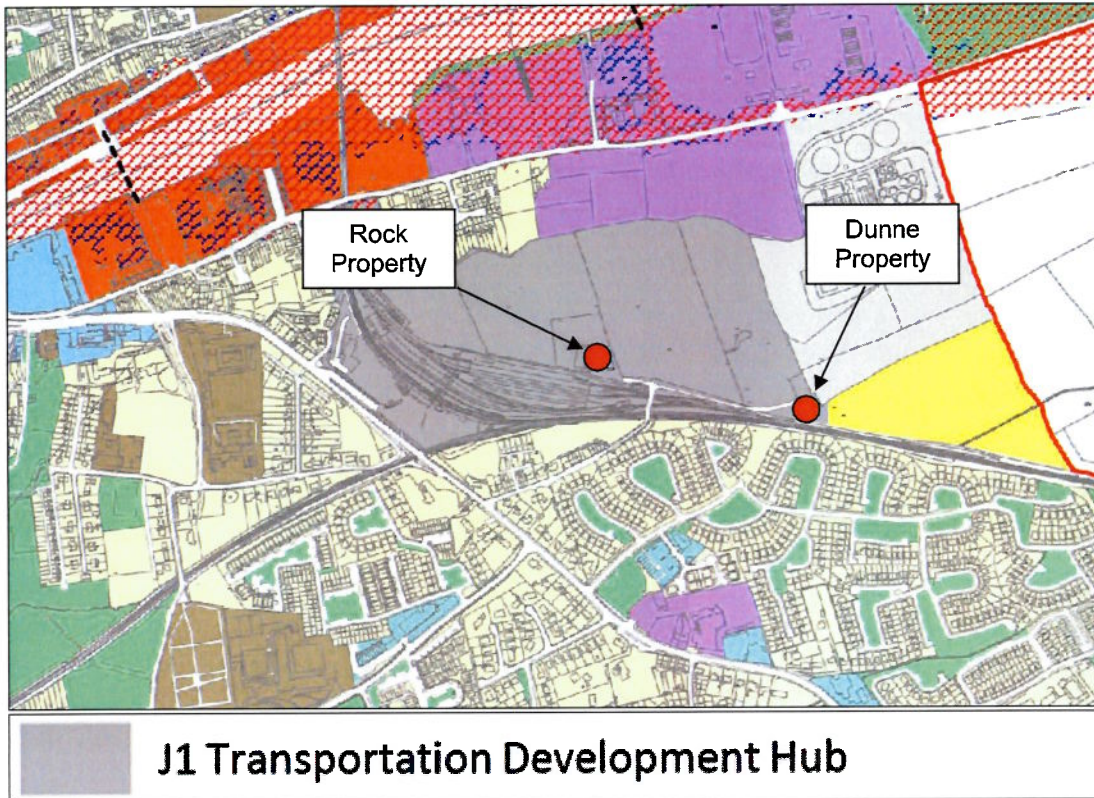 Rock
Property
Dunne
Property
J1 Transportation Development Hub